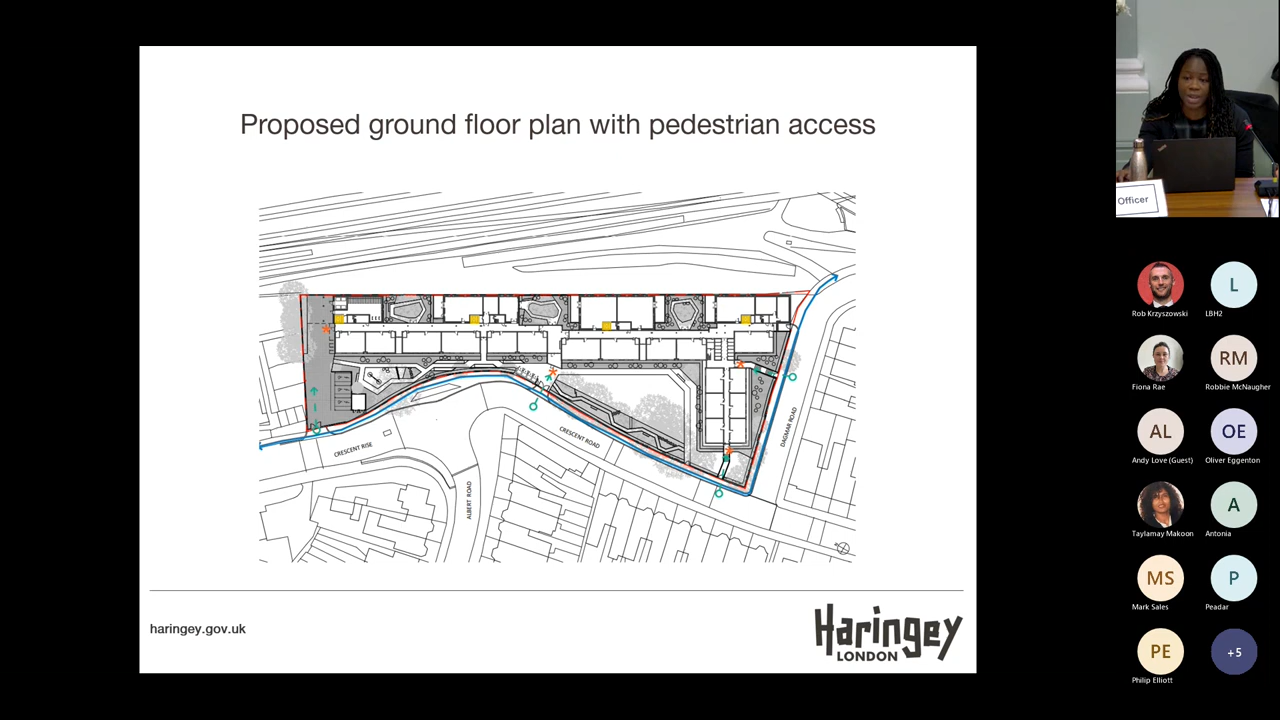 Proposed ground floor plan with pedestrian access
CRESCENT RISE
ALBERT ROAD
CRESCENT ROAD
DAGMAR ROAD
haringey.gov.uk
Haringey
LONDON
Officer
L
Rob Krzyszowski
LBH2
RM
Fiona Rae
Robbie McNaugher
AL
OE
Andy Love (Guest)
Oliver Eggenton
A
Taylamay Makoon
Antonia
MS
P
Mark Sales
Peadar
PE
+5
Philip Elliott